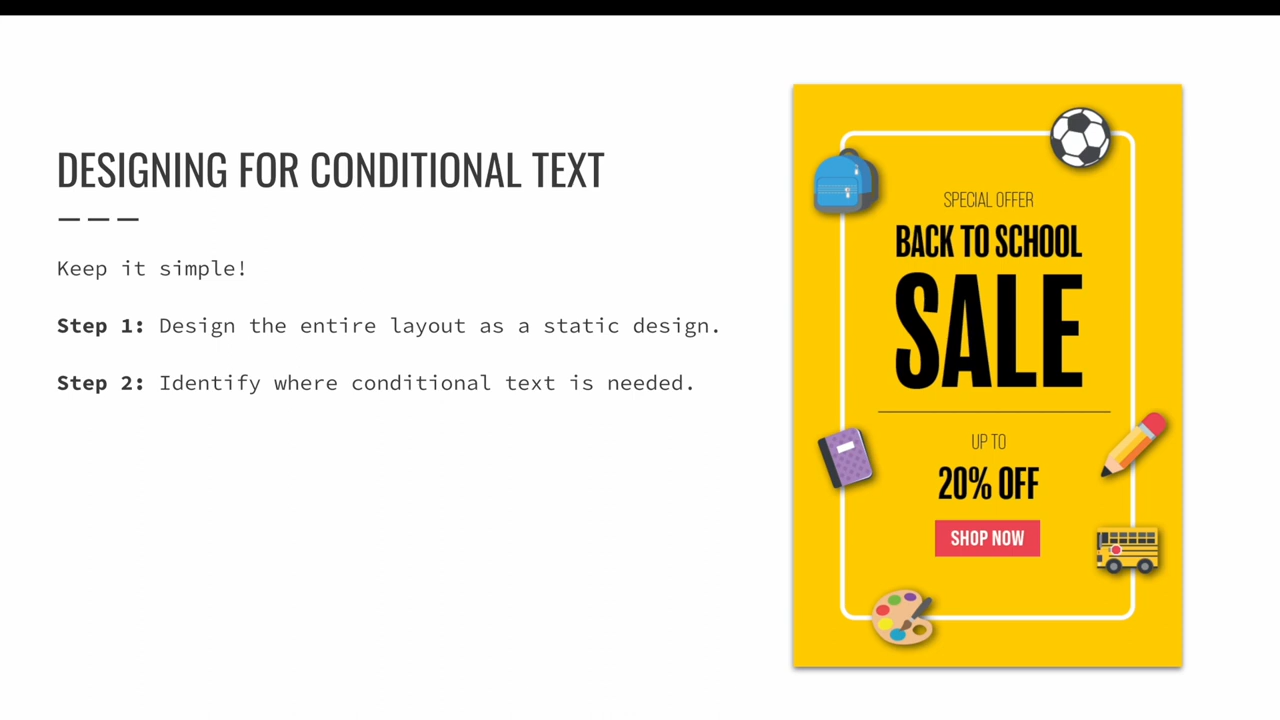 DESIGNING FOR CONDITIONAL TEXT
Keep it simple!
Step 1: Design the entire layout as a static design.
Step 2: Identify where conditional text is needed.
SPECIAL OFFER
BACK TO SCHOOL
SALE
UP TO
20% OFF
SHOP NOW